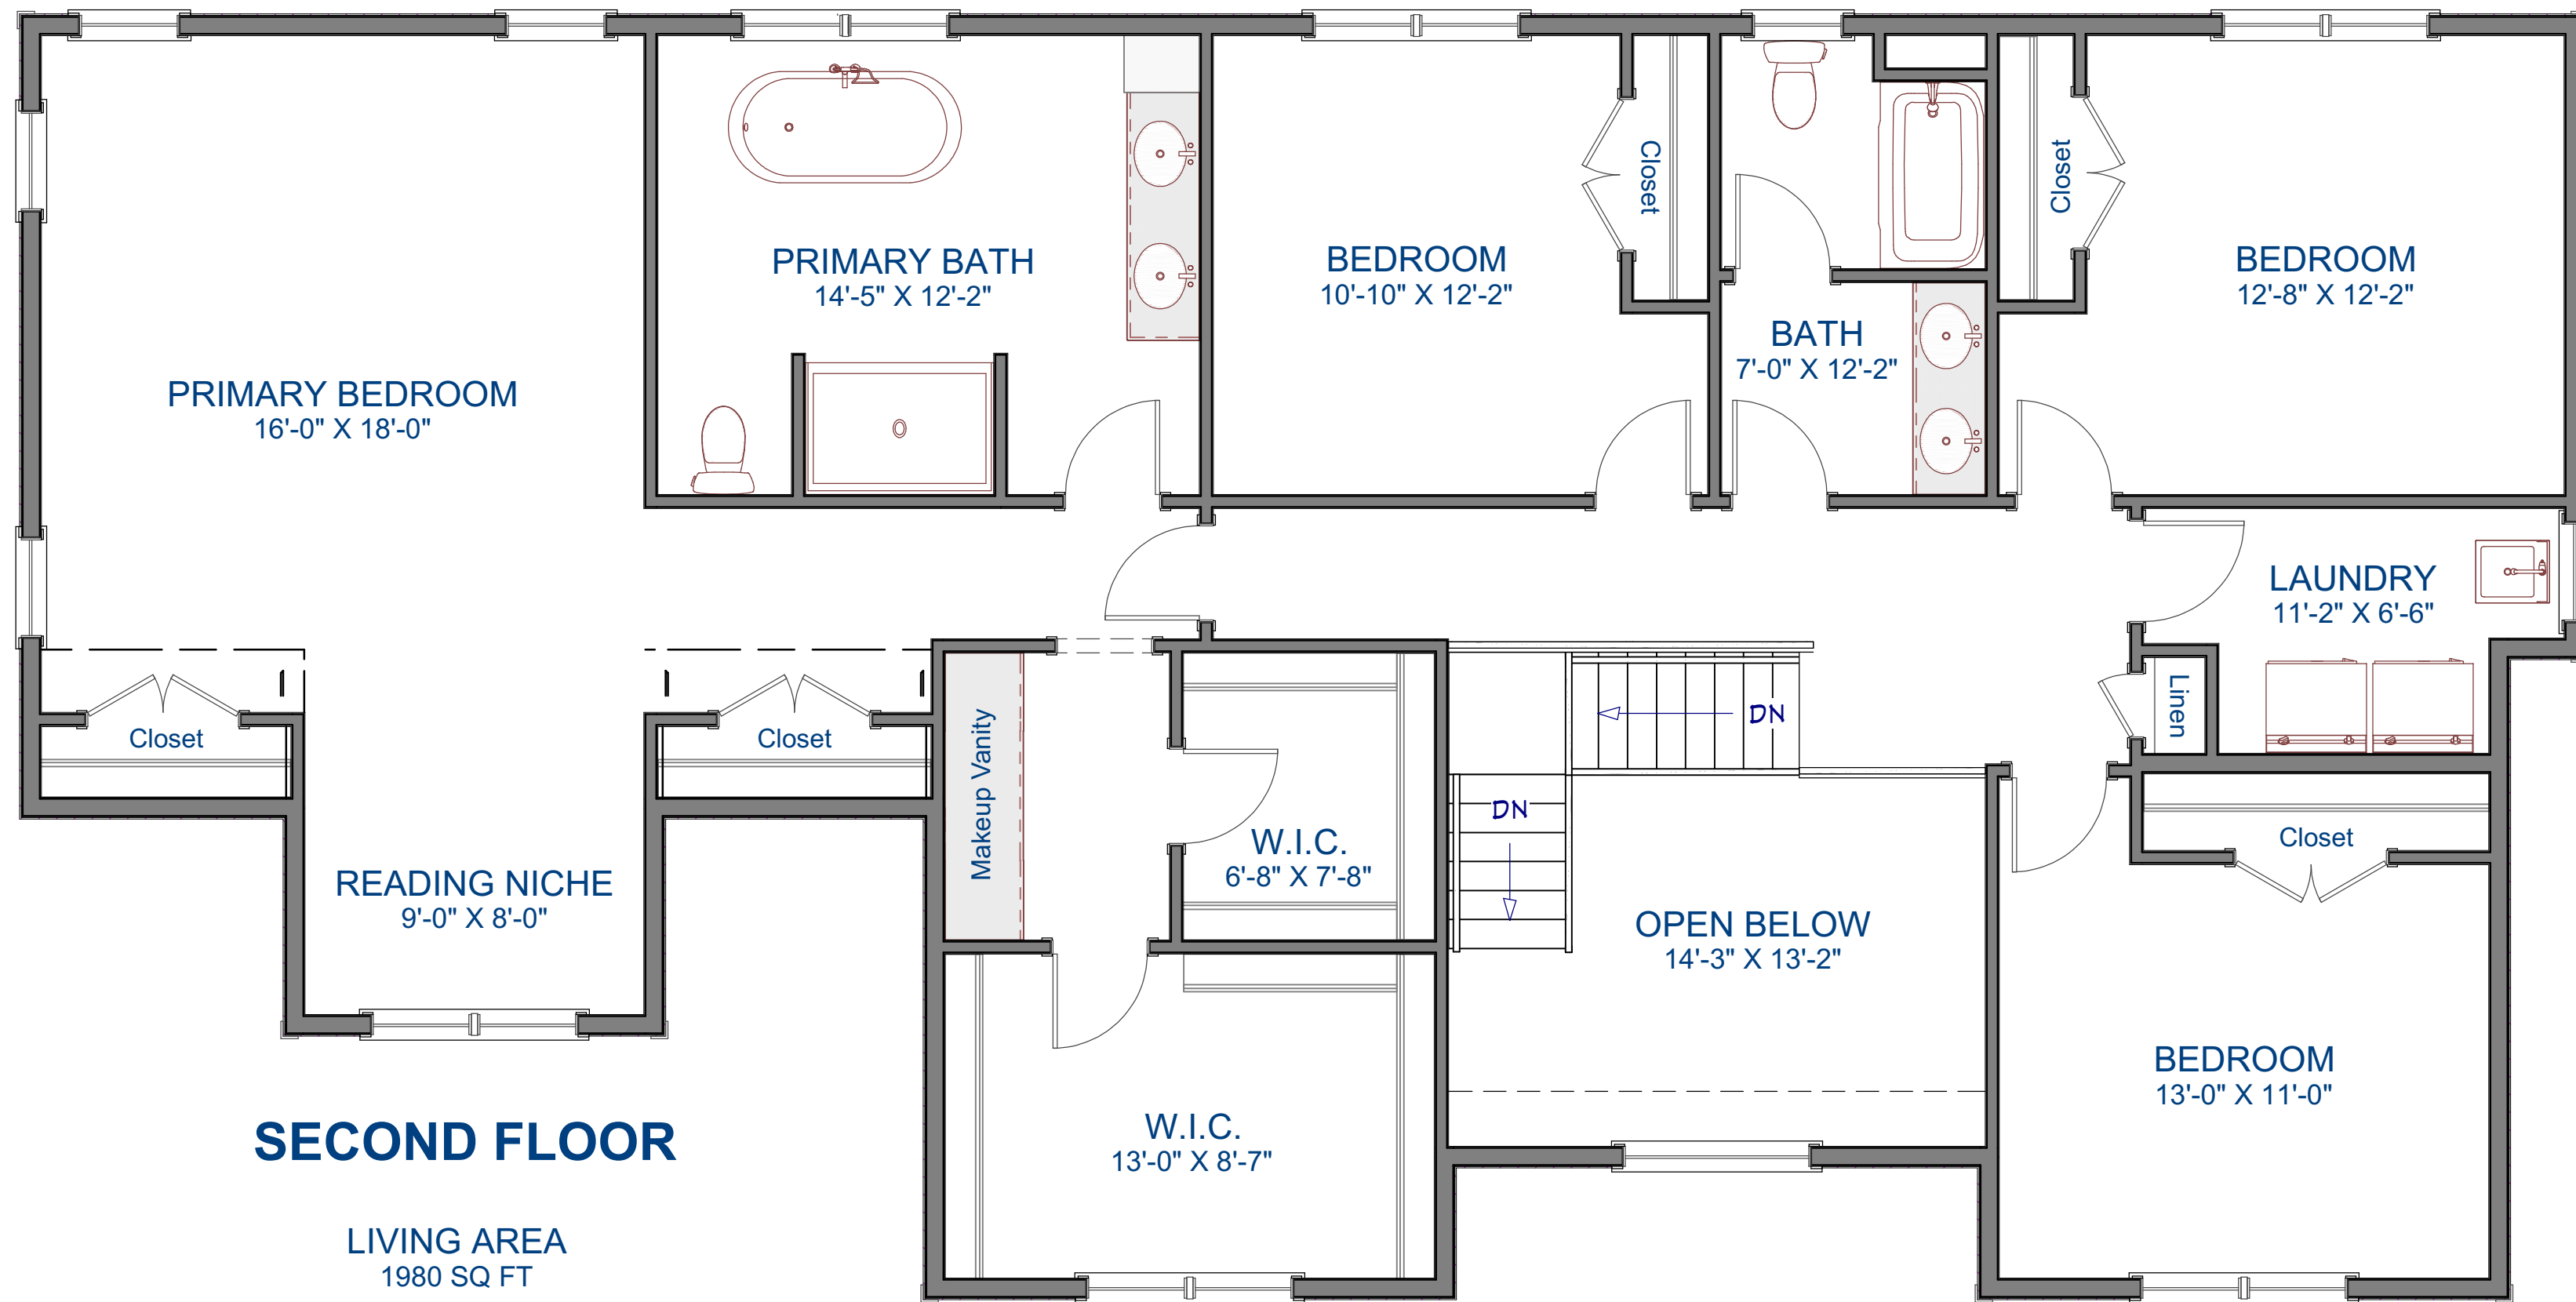 PRIMARY BEDROOM
16'-0" X 18'-0"
PRIMARY BATH
14'-5" X 12'-2"
BEDROOM
10'-10" X 12'-2"
Closet
BATH
7'-0" X 12'-2"
Closet
BEDROOM
12'-8" X 12'-2"
LAUNDRY
11'-2" X 6'-6"
Linen
Closet
Closet
Makeup Vanity
W.I.C.
6'-8" X 7'-8"
DN
DN
Closet
READING NICHE
9'-0" X 8'-0"
OPEN BELOW
14'-3" X 13'-2"
BEDROOM
13'-0" X 11'-0"
W.I.C.
13'-0" X 8'-7"
SECOND FLOOR
LIVING AREA
1980 SQ FT